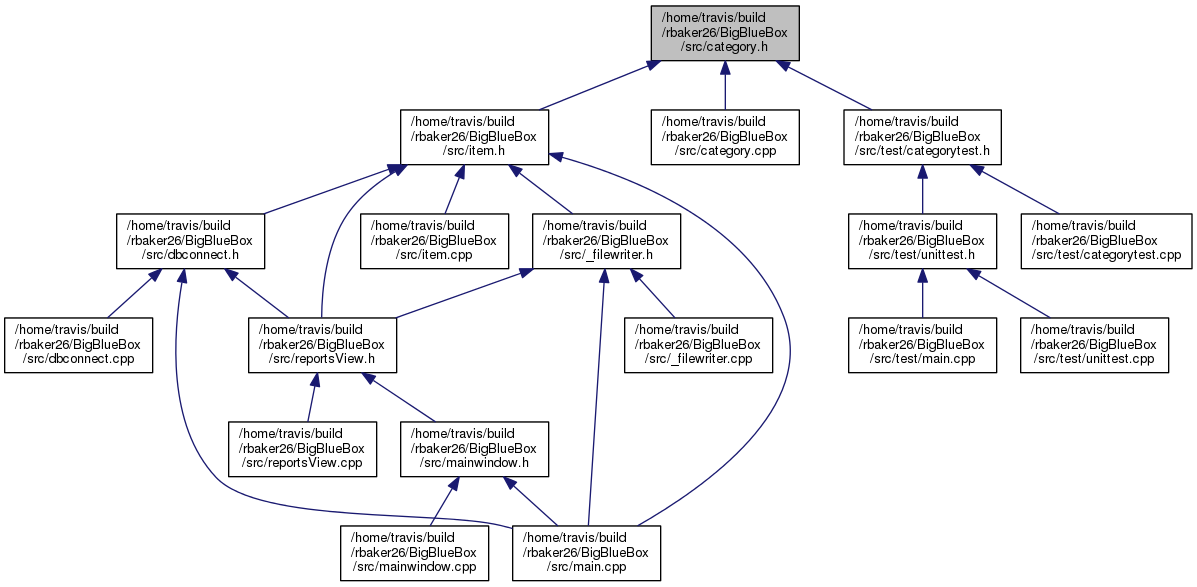 /home/travis/build
/rbaker26/BigBlueBox
/src/category.h
/home/travis/build
/rbaker26/BigBlueBox
/src/item.h
/home/travis/build
/rbaker26/BigBlueBox
/src/category.cpp
/home/travis/build
/rbaker26/BigBlueBox
/src/test/categorytest.h
/home/travis/build
/rbaker26/BigBlueBox
/src/dbconnect.h
/home/travis/build
/rbaker26/BigBlueBox
/src/item.cpp
/home/travis/build
/rbaker26/BigBlueBox
/src/_filewriter.h
/home/travis/build
/rbaker26/BigBlueBox
/src/test/unittest.h
/home/travis/build
/rbaker26/BigBlueBox
/src/test/categorytest.cpp
/home/travis/build
/rbaker26/BigBlueBox
/src/dbconnect.cpp
/home/travis/build
/rbaker26/BigBlueBox
/src/reportsView.h
/home/travis/build
/rbaker26/BigBlueBox
/src/_filewriter.cpp
/home/travis/build
/rbaker26/BigBlueBox
/src/test/main.cpp
/home/travis/build
/rbaker26/BigBlueBox
/src/test/unittest.cpp
/home/travis/build
/rbaker26/BigBlueBox
/src/reportsView.cpp
/home/travis/build
/rbaker26/BigBlueBox
/src/mainwindow.h
/home/travis/build
/rbaker26/BigBlueBox
/src/mainwindow.cpp
/home/travis/build
/rbaker26/BigBlueBox
/src/main.cpp